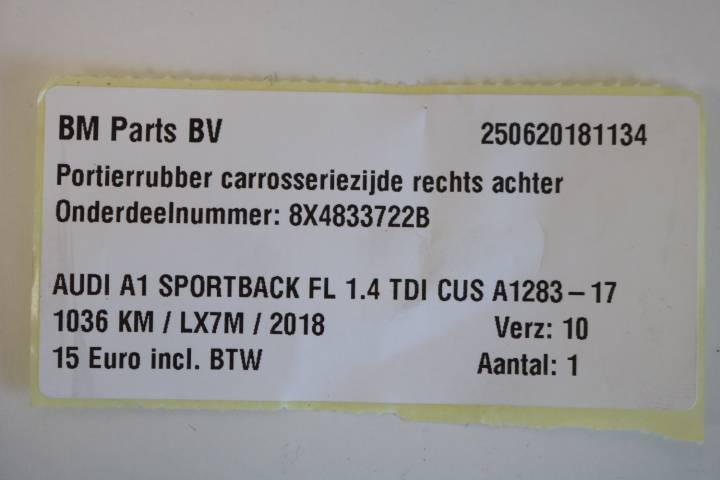 BM Parts BV 250620181134
Portierrubber carrosseriezijde rechts achter
Onderdeelnummer: 8X4833722B
AUDI A1 SPORTBACK FL 1.4 TDI CUS A1283-17
1036 KM / LX7M / 2018 Verz: 10
15 Euro incl. BTW Aantal: 1